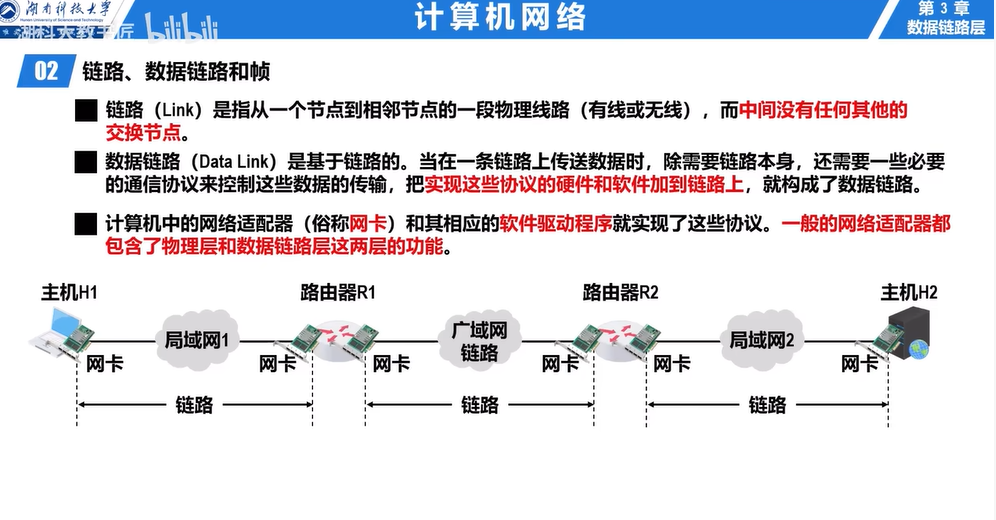 湖南科技大学
Hunan University of Science and Technology
湖科大教书匠 bilibili
计算机网络
第 3 章
数据链路层
02 链路、数据链路和帧
链路（Link）是指从一个节点到相邻节点的一段物理线路（有线或无线），而中间没有任何其他的
交换节点。
数据链路（Data Link）是基于链路的。当在一条链路上传送数据时，除需要链路本身，还需要一些必要
的通信协议来控制这些数据的传输，把实现这些协议的硬件和软件加到链路上，就构成了数据链路。
计算机中的网络适配器（俗称网卡）和其相应的软件驱动程序就实现了这些协议。一般的网络适配器都
包含了物理层和数据链路层这两层的功能。
主机H1 路由器R1 路由器R2 主机H2
局域网1 广域网 局域网2
链路
网卡 网卡 网卡 网卡 网卡 网卡
链路 链路 链路